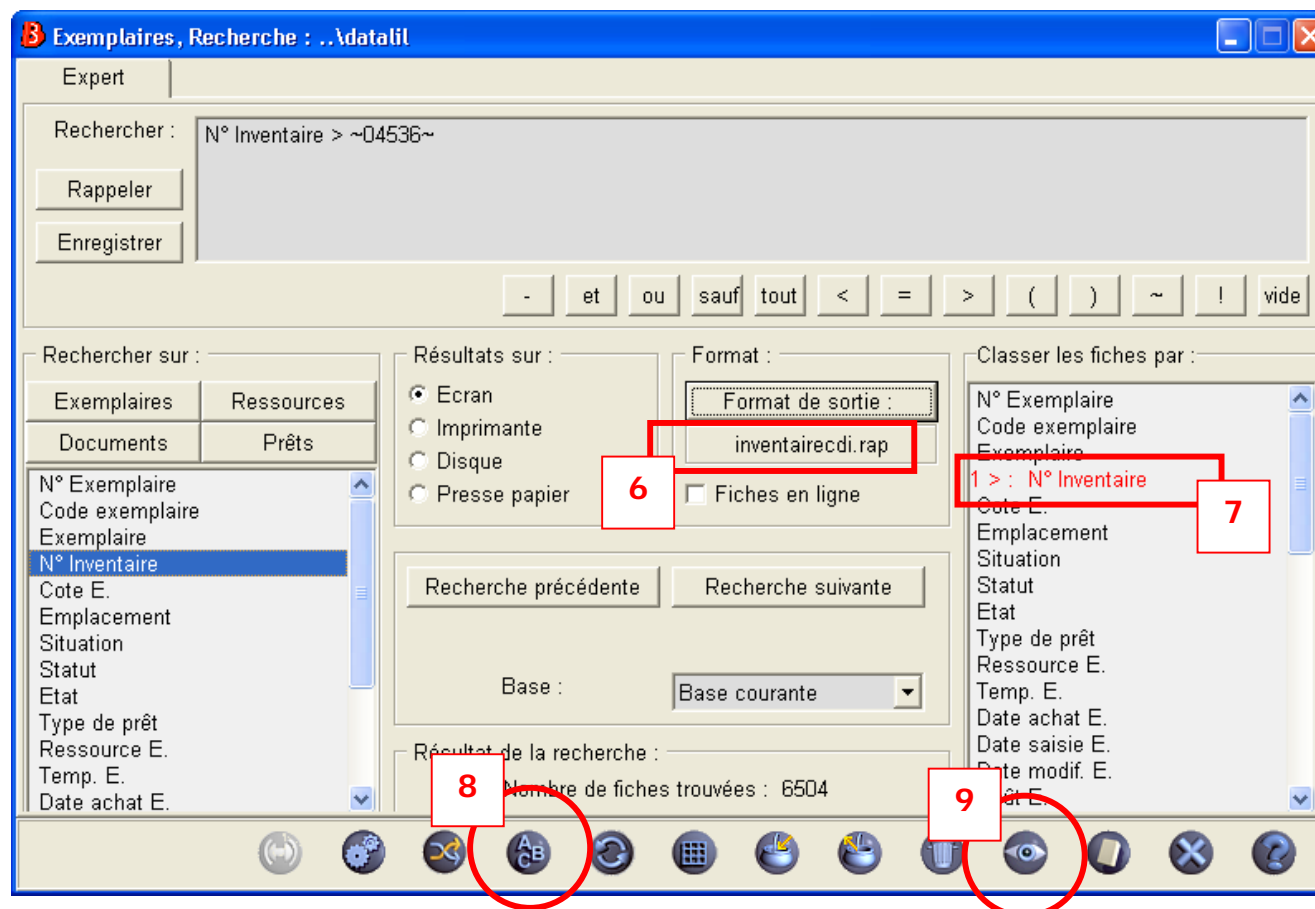 Exemplaires, Recherche : ..\datalil
Expert
Rechercher :
N° Inventaire > ~04536~
Rappeler
Enregistrer
- et ou sauf tout < = > ( ) ~ ! vide
Rechercher sur :
Exemplaires Ressources
Documents Prêts
N° Exemplaire
Code exemplaire
Exemplaire
N° Inventaire
Cote E.
Emplacement
Situation
Statut
Etat
Type de prêt
Ressource E.
Temp. E.
Date achat E.
Résultats sur :
Ecran
Imprimante
Disque
Presse papier
Format :
Format de sortie :
inventairecdi.rap
6
Fiches en ligne
Recherche précédente Recherche suivante
Base : Base courante
Résultat de la recherche :
Nombre de fiches trouvées : 6504
8
Classer les fiches par :
N° Exemplaire
Code exemplaire
Exemplaire
1 > : N° Inventaire
7
Cote E.
Emplacement
Situation
Statut
Etat
Type de prêt
Ressource E.
Temp. E.
Date achat E.
Date saisie E.
Date modif. E.
9
A B C